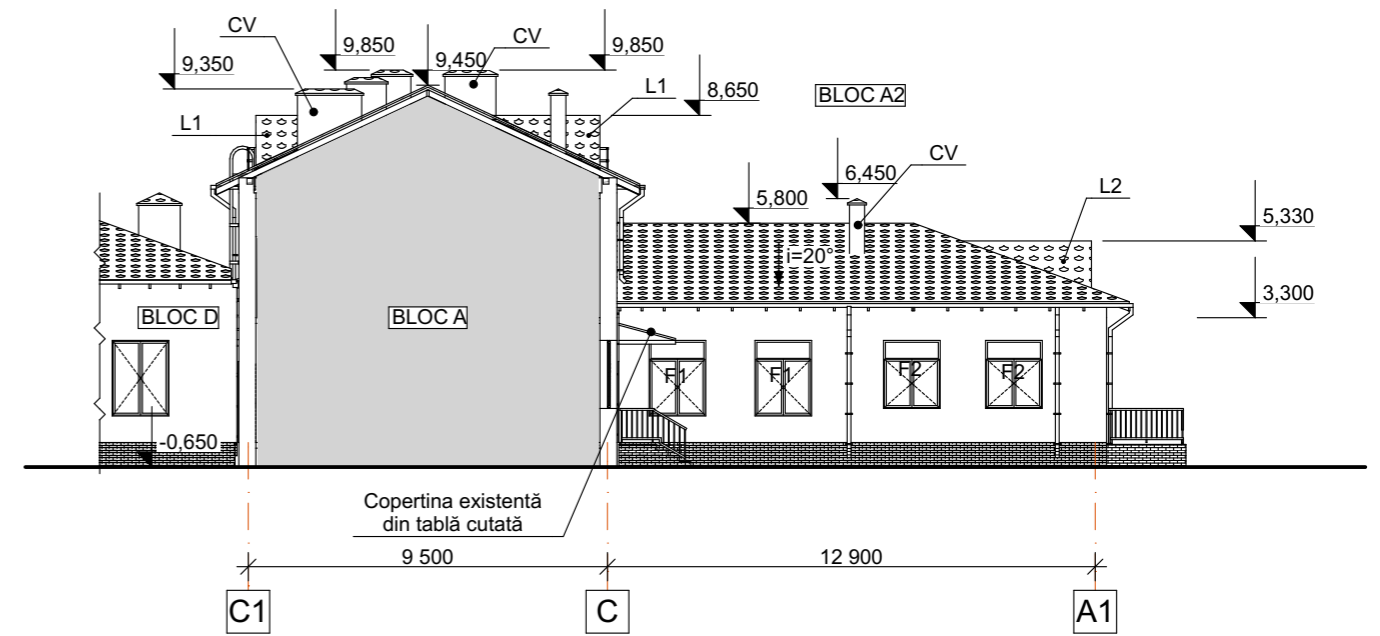 CV
9,850
CV
9,850
9,350
9,450
L1
8,650
BLOC A2
L1
CV
6,450
L2
5,800
5,330
i=20°
3,300
BLOC D
BLOC A
F1
F1
F2
F2
-0,650
Copertina existentă
din tablă cutată
9 500
12 900
C1
C
A1